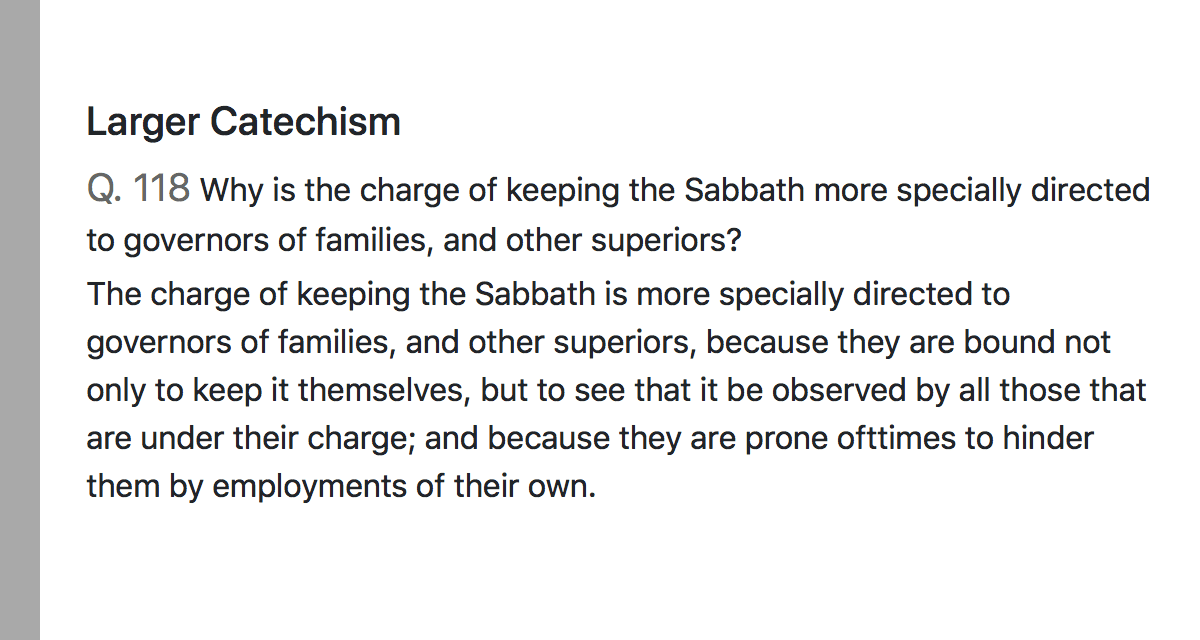 Larger Catechism
Q. 118 Why is the charge of keeping the Sabbath more specially directed
to governors of families, and other superiors?
The charge of keeping the Sabbath is more specially directed to
governors of families, and other superiors, because they are bound not
only to keep it themselves, but to see that it be observed by all those that
are under their charge; and because they are prone ofttimes to hinder
them by employments of their own.